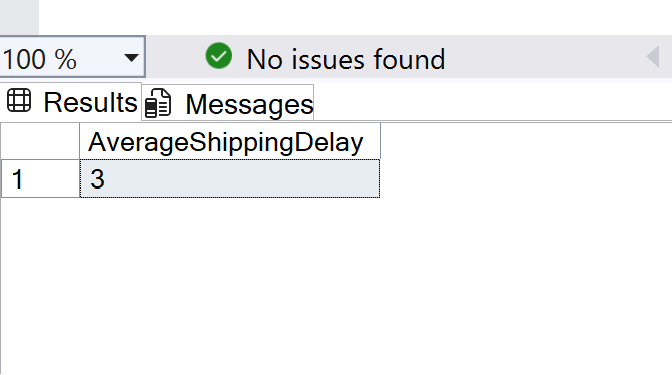 100 %
No issues found
Results
Messages
AverageShippingDelay
1
3